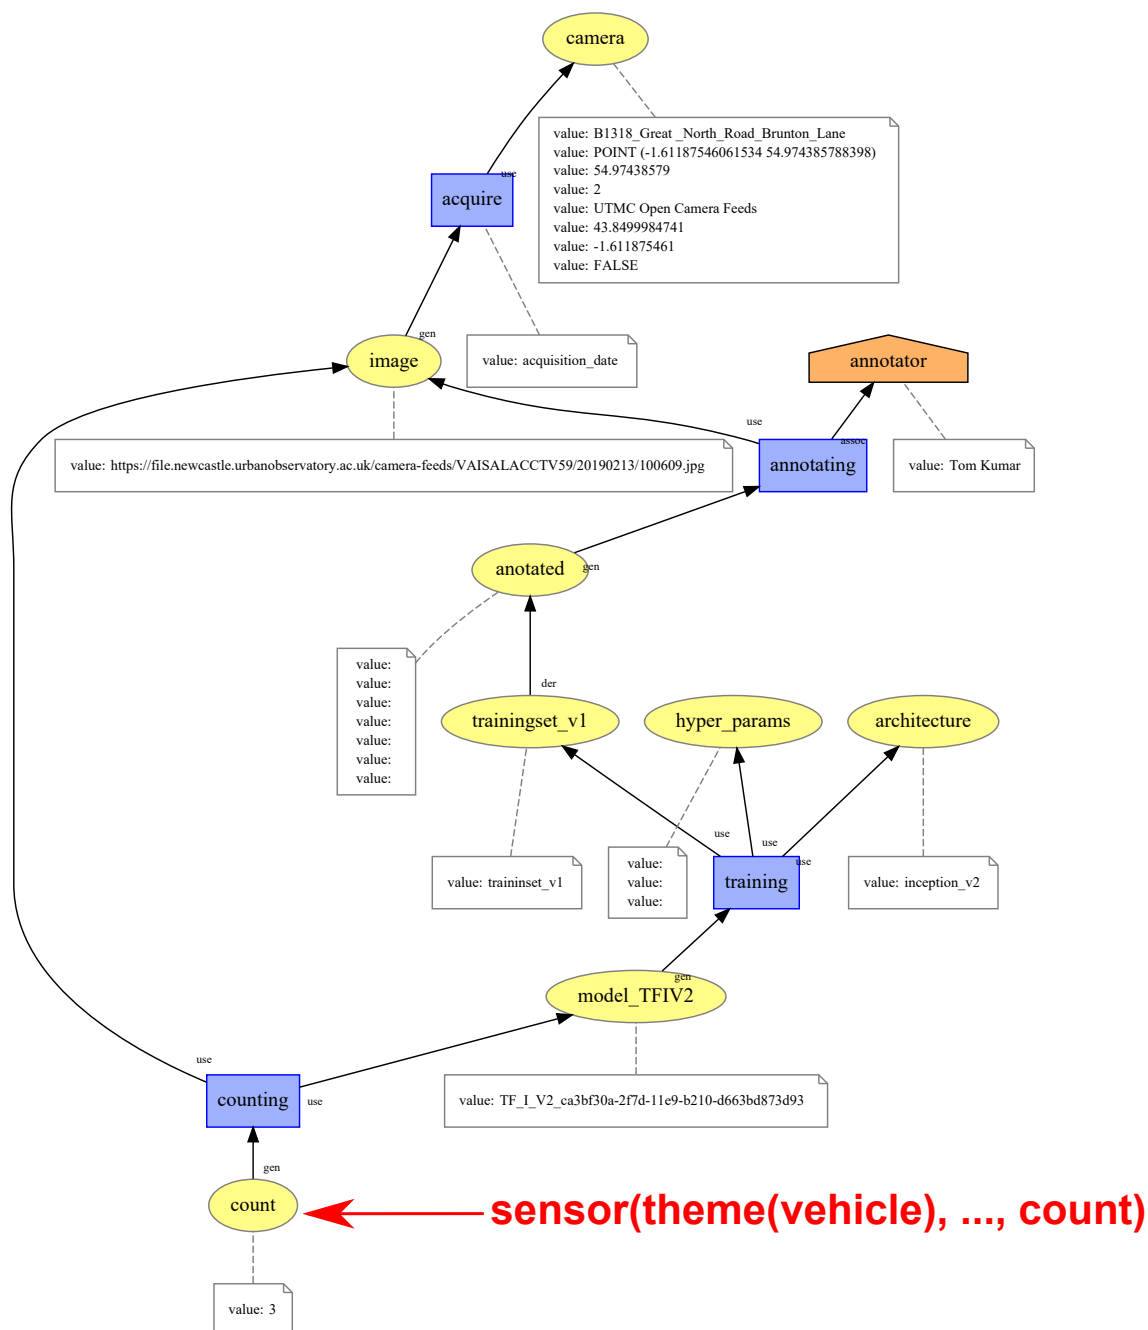 camera
value: B1318_Great _North_Road_Brunton_Lane
value: POINT (-1.61187546061534 54.974385788398)
value: 54.97438579
value: 2
value: UTMC Open Camera Feeds
value: 43.8499984741
value: -1.611875461
value: FALSE
use
acquire
gen
value: acquisition_date
image
annotator
use
assoc
value: https://file.newcastle.urbanobservatory.ac.uk/camera-feeds/VAISALACCTV59/20190213/100609.jpg
annotating
value: Tom Kumar
anotated
gen
value:
value:
value:
value:
value:
value:
value:
der
trainingset_v1
hyper_params
architecture
use
use
use
value: traininset_v1
value:
value:
value:
training
value: inception_v2
gen
model_TFIV2
use
counting
use
value: TF_I_V2_ca3bf30a-2f7d-11e9-b210-d663bd873d93
gen
count
sensor(theme(vehicle), ..., count)
value: 3